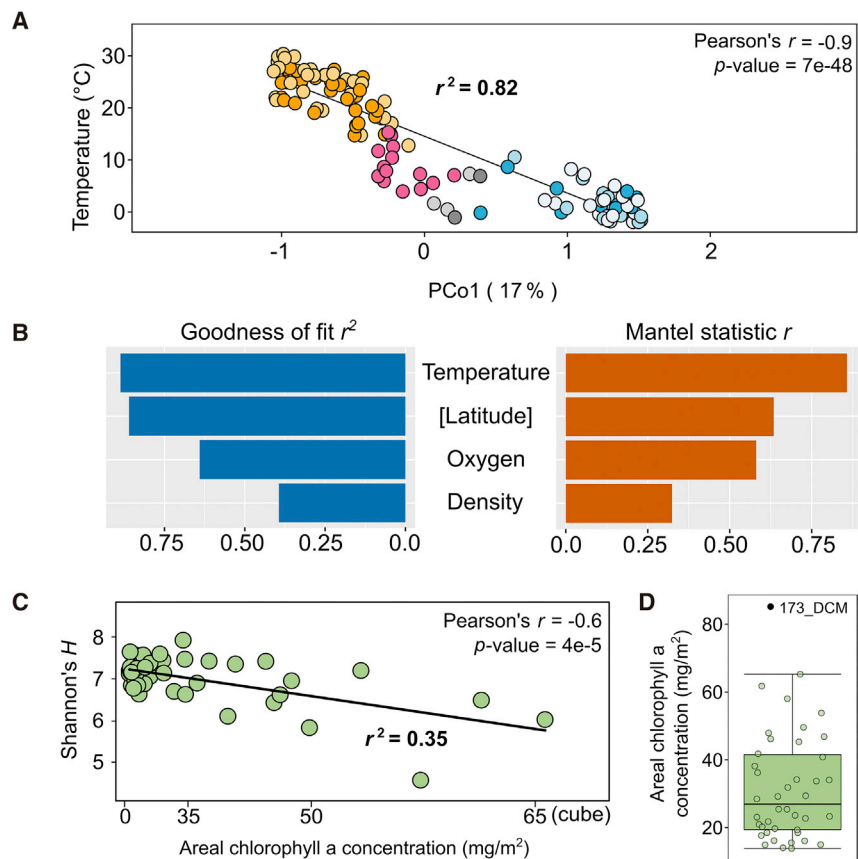 A
Pearson's r = -0.9
p-value = 7e-48
r² = 0.82
Temperature (°C)
30
20
10
0
-1 0 1 2
PCo1 ( 17 % )
B
Goodness of fit r²
Mantel statistic r
Temperature
[Latitude]
Oxygen
Density
0.75 0.50 0.25 0.0
0.0 0.25 0.50 0.75
C
Pearson's r = -0.6
p-value = 4e-5
r² = 0.35
Shannon's H
8
7
6
5
0 35 50 65 (cube)
Areal chlorophyll a concentration (mg/m²)
D
173_DCM
Areal chlorophyll a
concentration (mg/m²)
80
60
40
20